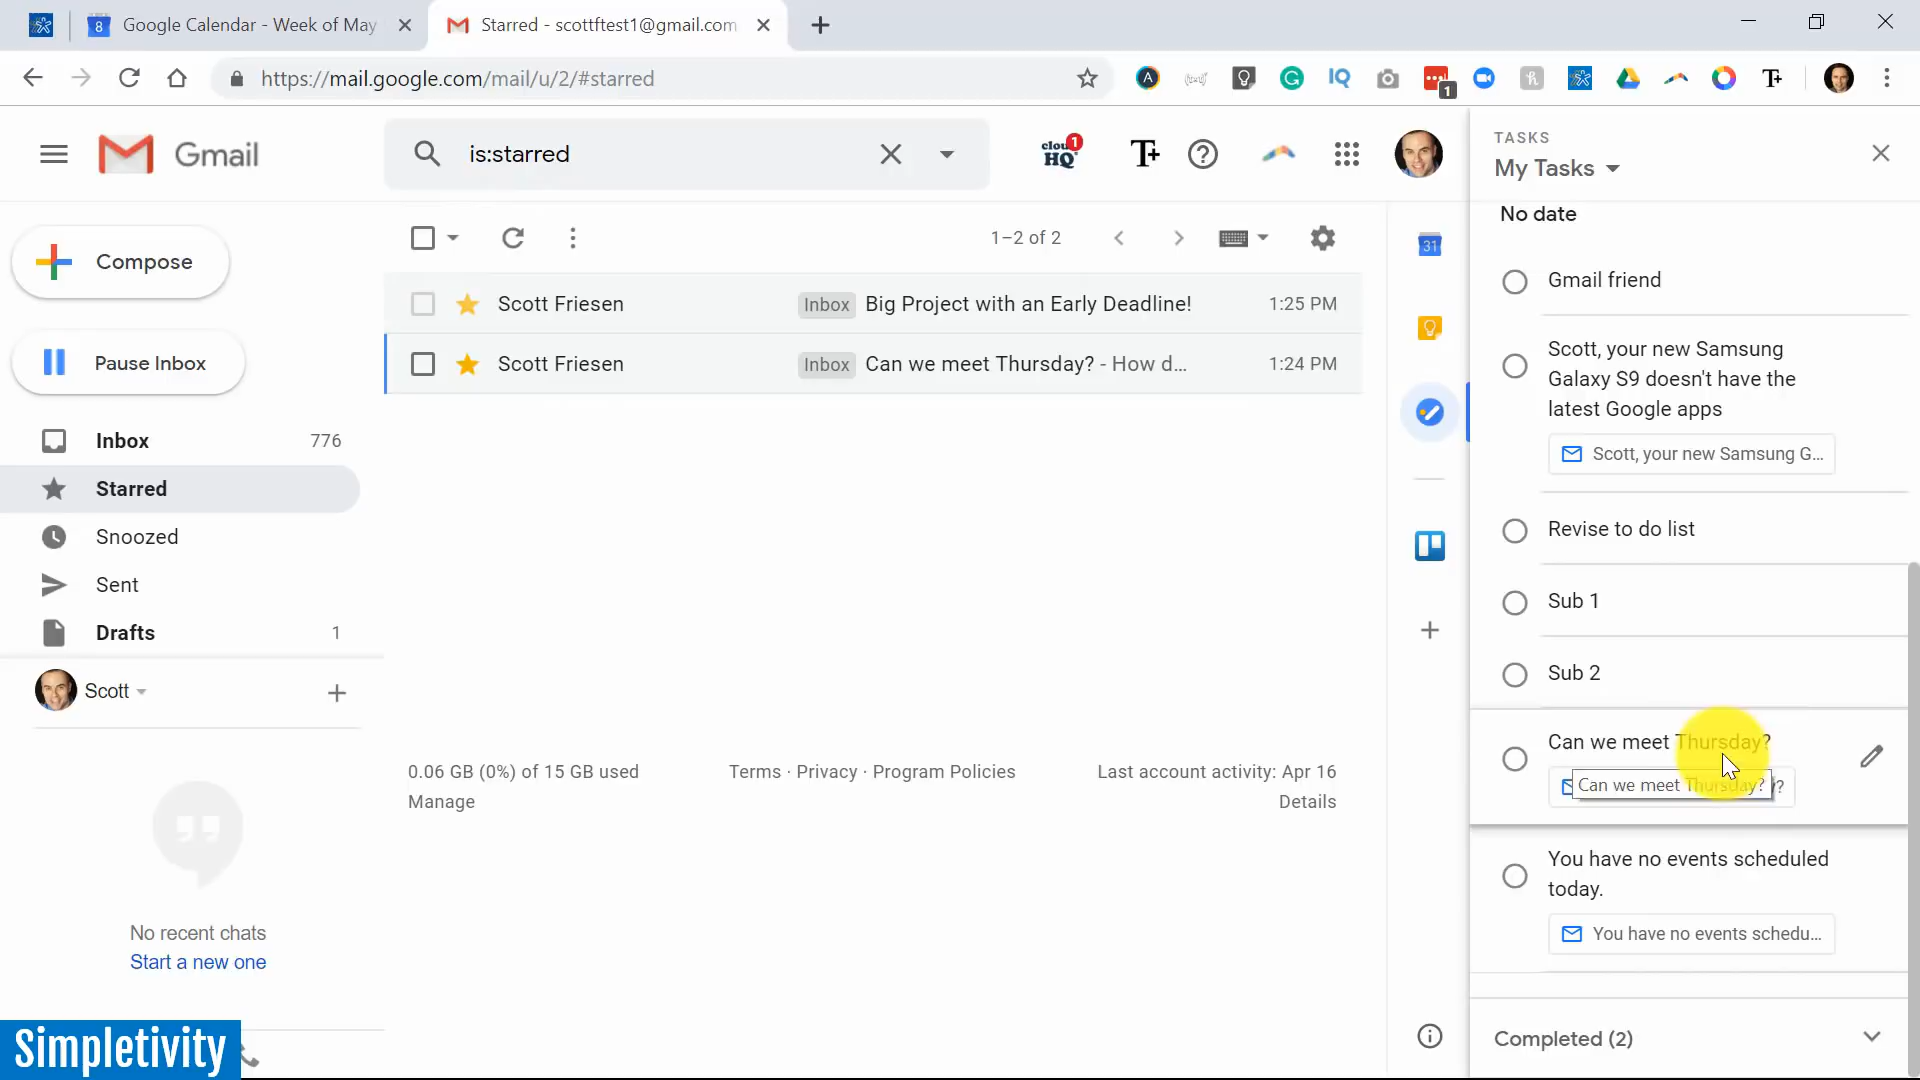 Google Calendar - Week of May
Starred - scottftest1@gmail.com
https://mail.google.com/mail/u/2/#starred
1
Gmail
is:starred
cloud HQ 1
TASKS
My Tasks
Compose
1–2 of 2
Pause Inbox
Scott Friesen Inbox Big Project with an Early Deadline! 1:25 PM
Scott Friesen Inbox Can we meet Thursday? - How d... 1:24 PM
Inbox 776
Starred
Snoozed
Sent
Drafts 1
Scott
No recent chats
Start a new one
0.06 GB (0%) of 15 GB used
Manage
Terms · Privacy · Program Policies
Last account activity: Apr 16
Details
31
No date
Gmail friend
Scott, your new Samsung
Galaxy S9 doesn't have the
latest Google apps
Scott, your new Samsung G...
Revise to do list
Sub 1
Sub 2
Can we meet Thursday?
Can we meet Thursday?
You have no events scheduled
today.
You have no events schedu...
Completed (2)
Simpletivity